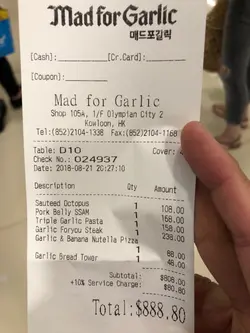 Mad for Garlic
매드포갈릭
[Cash]:________ [Cr.Card]:________
[Coupon]:________
Mad for Garlic
Shop 105A, 1/F Olympian City 2
Kowloon, HK
Tel:(852)2104-1338 Fax:(852)2104-1168
Table: D10 Cover:
Check No.: 024937
Date: 2018-08-21 20:27:10
Description Qty Amount
Sauteed Octopus 1 108.00
Pork Belly SSAM 1 168.00
Triple Garlic Pasta 1 158.00
Garlic Foryou Steak 1 238.00
Garlic & Banana Nutella Pizza
1 88.00
Garlic Bread Tower 1 48.00
Subtotal: $808.00
+10% Service Charge: $80.80
Total:$888.80